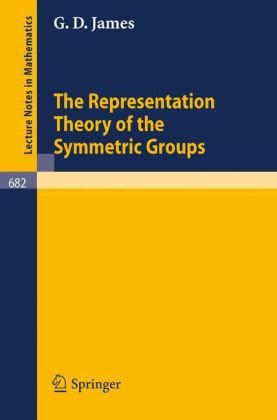 G. D. James
Lecture Notes in Mathematics
The Representation
Theory of the
Symmetric Groups
682
Springer